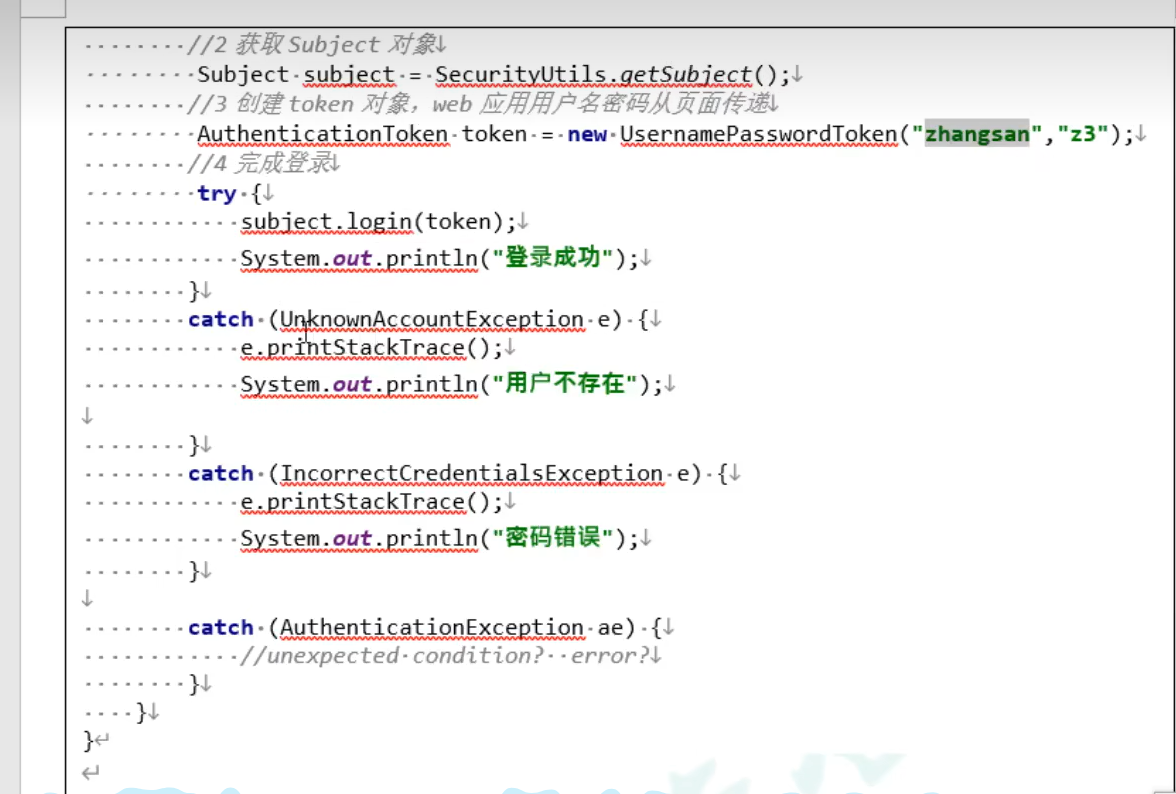 //2 获取 Subject 对象
Subject subject = SecurityUtils.getSubject();
//3 创建 token 对象，web 应用用户名密码从页面传递
AuthenticationToken token = new UsernamePasswordToken("zhangsan","z3");
//4 完成登录
try {
subject.login(token);
System.out.println("登录成功");
}
catch (UnknownAccountException e) {
e.printStackTrace();
System.out.println("用户不存在");
}
catch (IncorrectCredentialsException e) {
e.printStackTrace();
System.out.println("密码错误");
}
catch (AuthenticationException ae) {
//unexpected condition?  error?
}
}
}